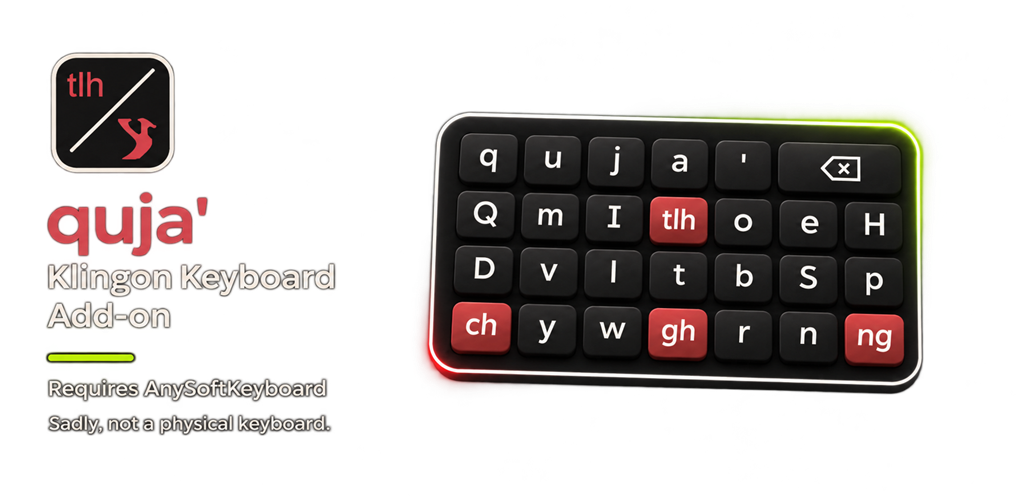 tlh
quja'
Klingon Keyboard
Add-on
Requires AnySoftKeyboard
Sadly, not a physical keyboard.
q u j a '
Q m I tlh o e H
D v l t b S p
ch y w gh r n ng